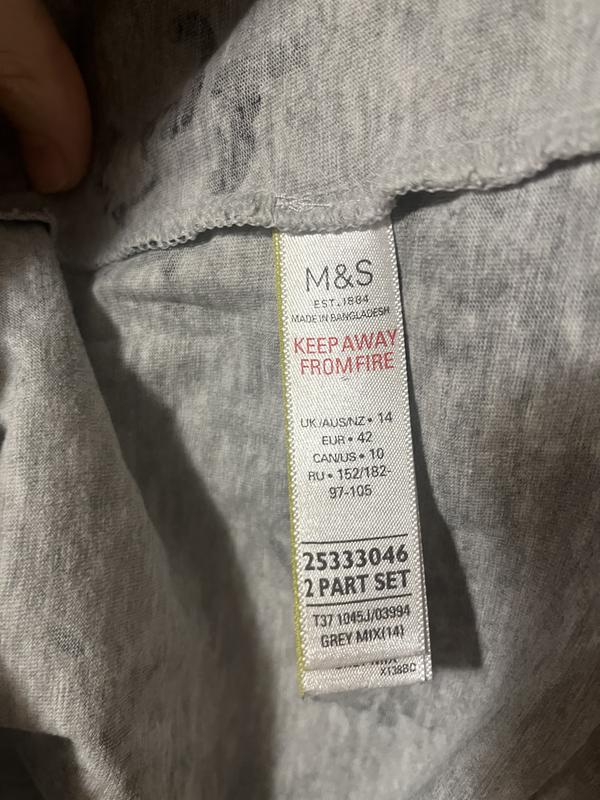 M&S
EST.1884
MADE IN BANGLADESH
KEEP AWAY
FROM FIRE
UK/AUS/NZ • 14
EUR • 42
CAN/US • 10
RU • 152/182-
97-105
25333046
2 PART SET
T37 1045J/03994
GREY MIX(14)
X138BC